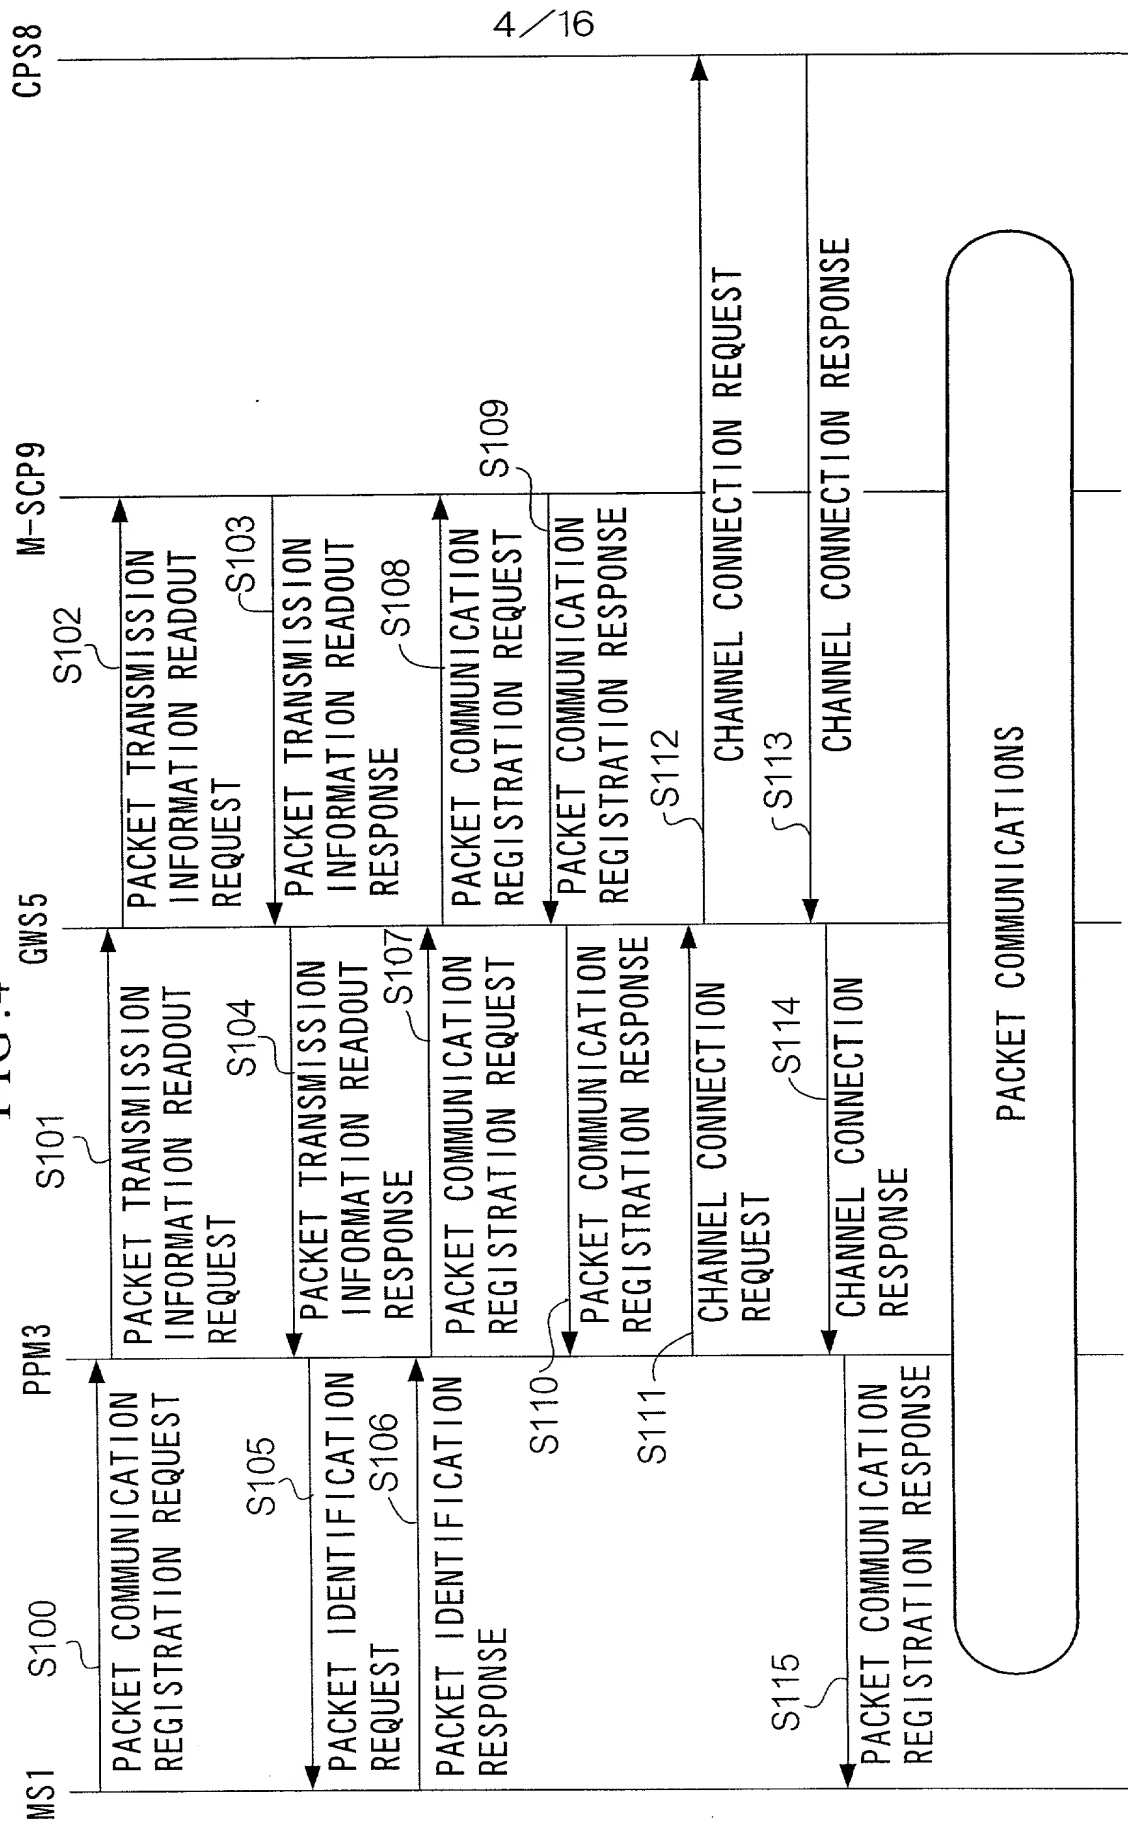 4/16
FIG.4
MS1
PPM3
GWS5
M-SCP9
CPS8
S100
PACKET COMMUNICATION
REGISTRATION REQUEST
S101
PACKET TRANSMISSION
INFORMATION READOUT
REQUEST
S102
PACKET TRANSMISSION
INFORMATION READOUT
REQUEST
S103
PACKET TRANSMISSION
INFORMATION READOUT
RESPONSE
S104
PACKET TRANSMISSION
INFORMATION READOUT
RESPONSE
S105
PACKET IDENTIFICATION
REQUEST
S106
PACKET IDENTIFICATION
RESPONSE
S107
PACKET COMMUNICATION
REGISTRATION REQUEST
S108
PACKET COMMUNICATION
REGISTRATION REQUEST
S109
PACKET COMMUNICATION
REGISTRATION RESPONSE
S110
PACKET COMMUNICATION
REGISTRATION RESPONSE
S111
CHANNEL CONNECTION
REQUEST
S112
CHANNEL CONNECTION REQUEST
S113
CHANNEL CONNECTION RESPONSE
S114
CHANNEL CONNECTION
RESPONSE
S115
PACKET COMMUNICATION
REGISTRATION RESPONSE
PACKET COMMUNICATIONS